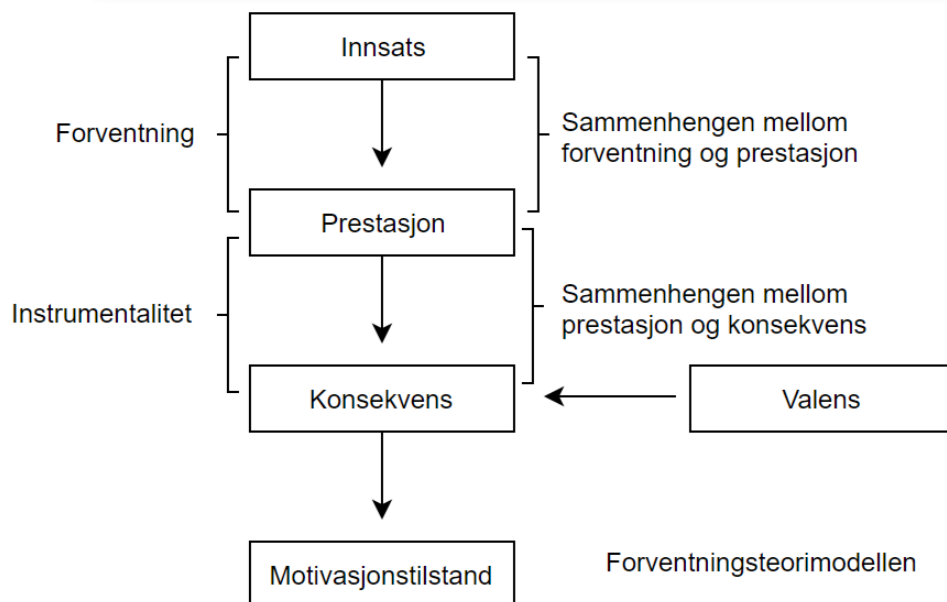 Innsats
Forventning
Sammenhengen mellom
forventning og prestasjon
Prestasjon
Instrumentalitet
Sammenhengen mellom
prestasjon og konsekvens
Konsekvens
Valens
Motivasjonstilstand
Forventningsteorimodellen